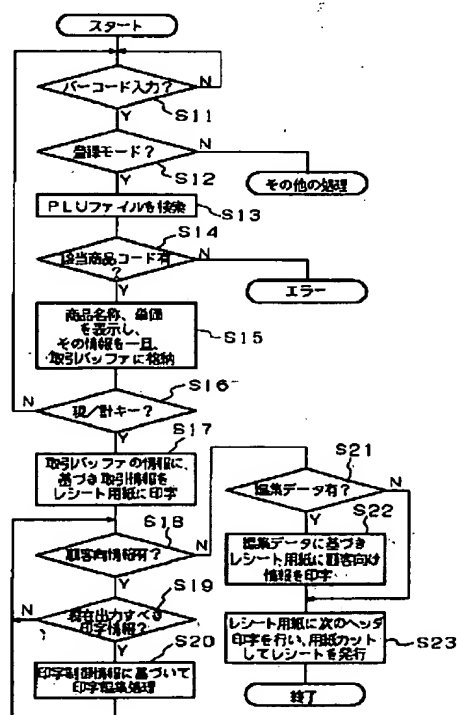 スタート
バーコード入力？
N
S11
Y
登録モード？
N
S12
Y
その他の処理
PLUファイルを検索
S13
S14
該当商品コード有
？
N
Y
エラー
商品名称、単価
を表示し、
その情報を一旦、
取引バッファに格納
S15
S16
N
現／計キー？
Y
S17
取引バッファの情報に、
基づき取引情報を
レシート用紙に印字
S18
顧客向情報有？
N
Y
S19
N
現在出力すべき
印字情報？
Y
S20
印字制御情報に基づいて
印字編集処理
S21
編集データ有？
N
Y
S22
編集データに基づき
レシート用紙に顧客向け
情報を印字
レシート用紙に次のヘッダ
印字を行い、用紙カット
してレシートを発行
S23
終了